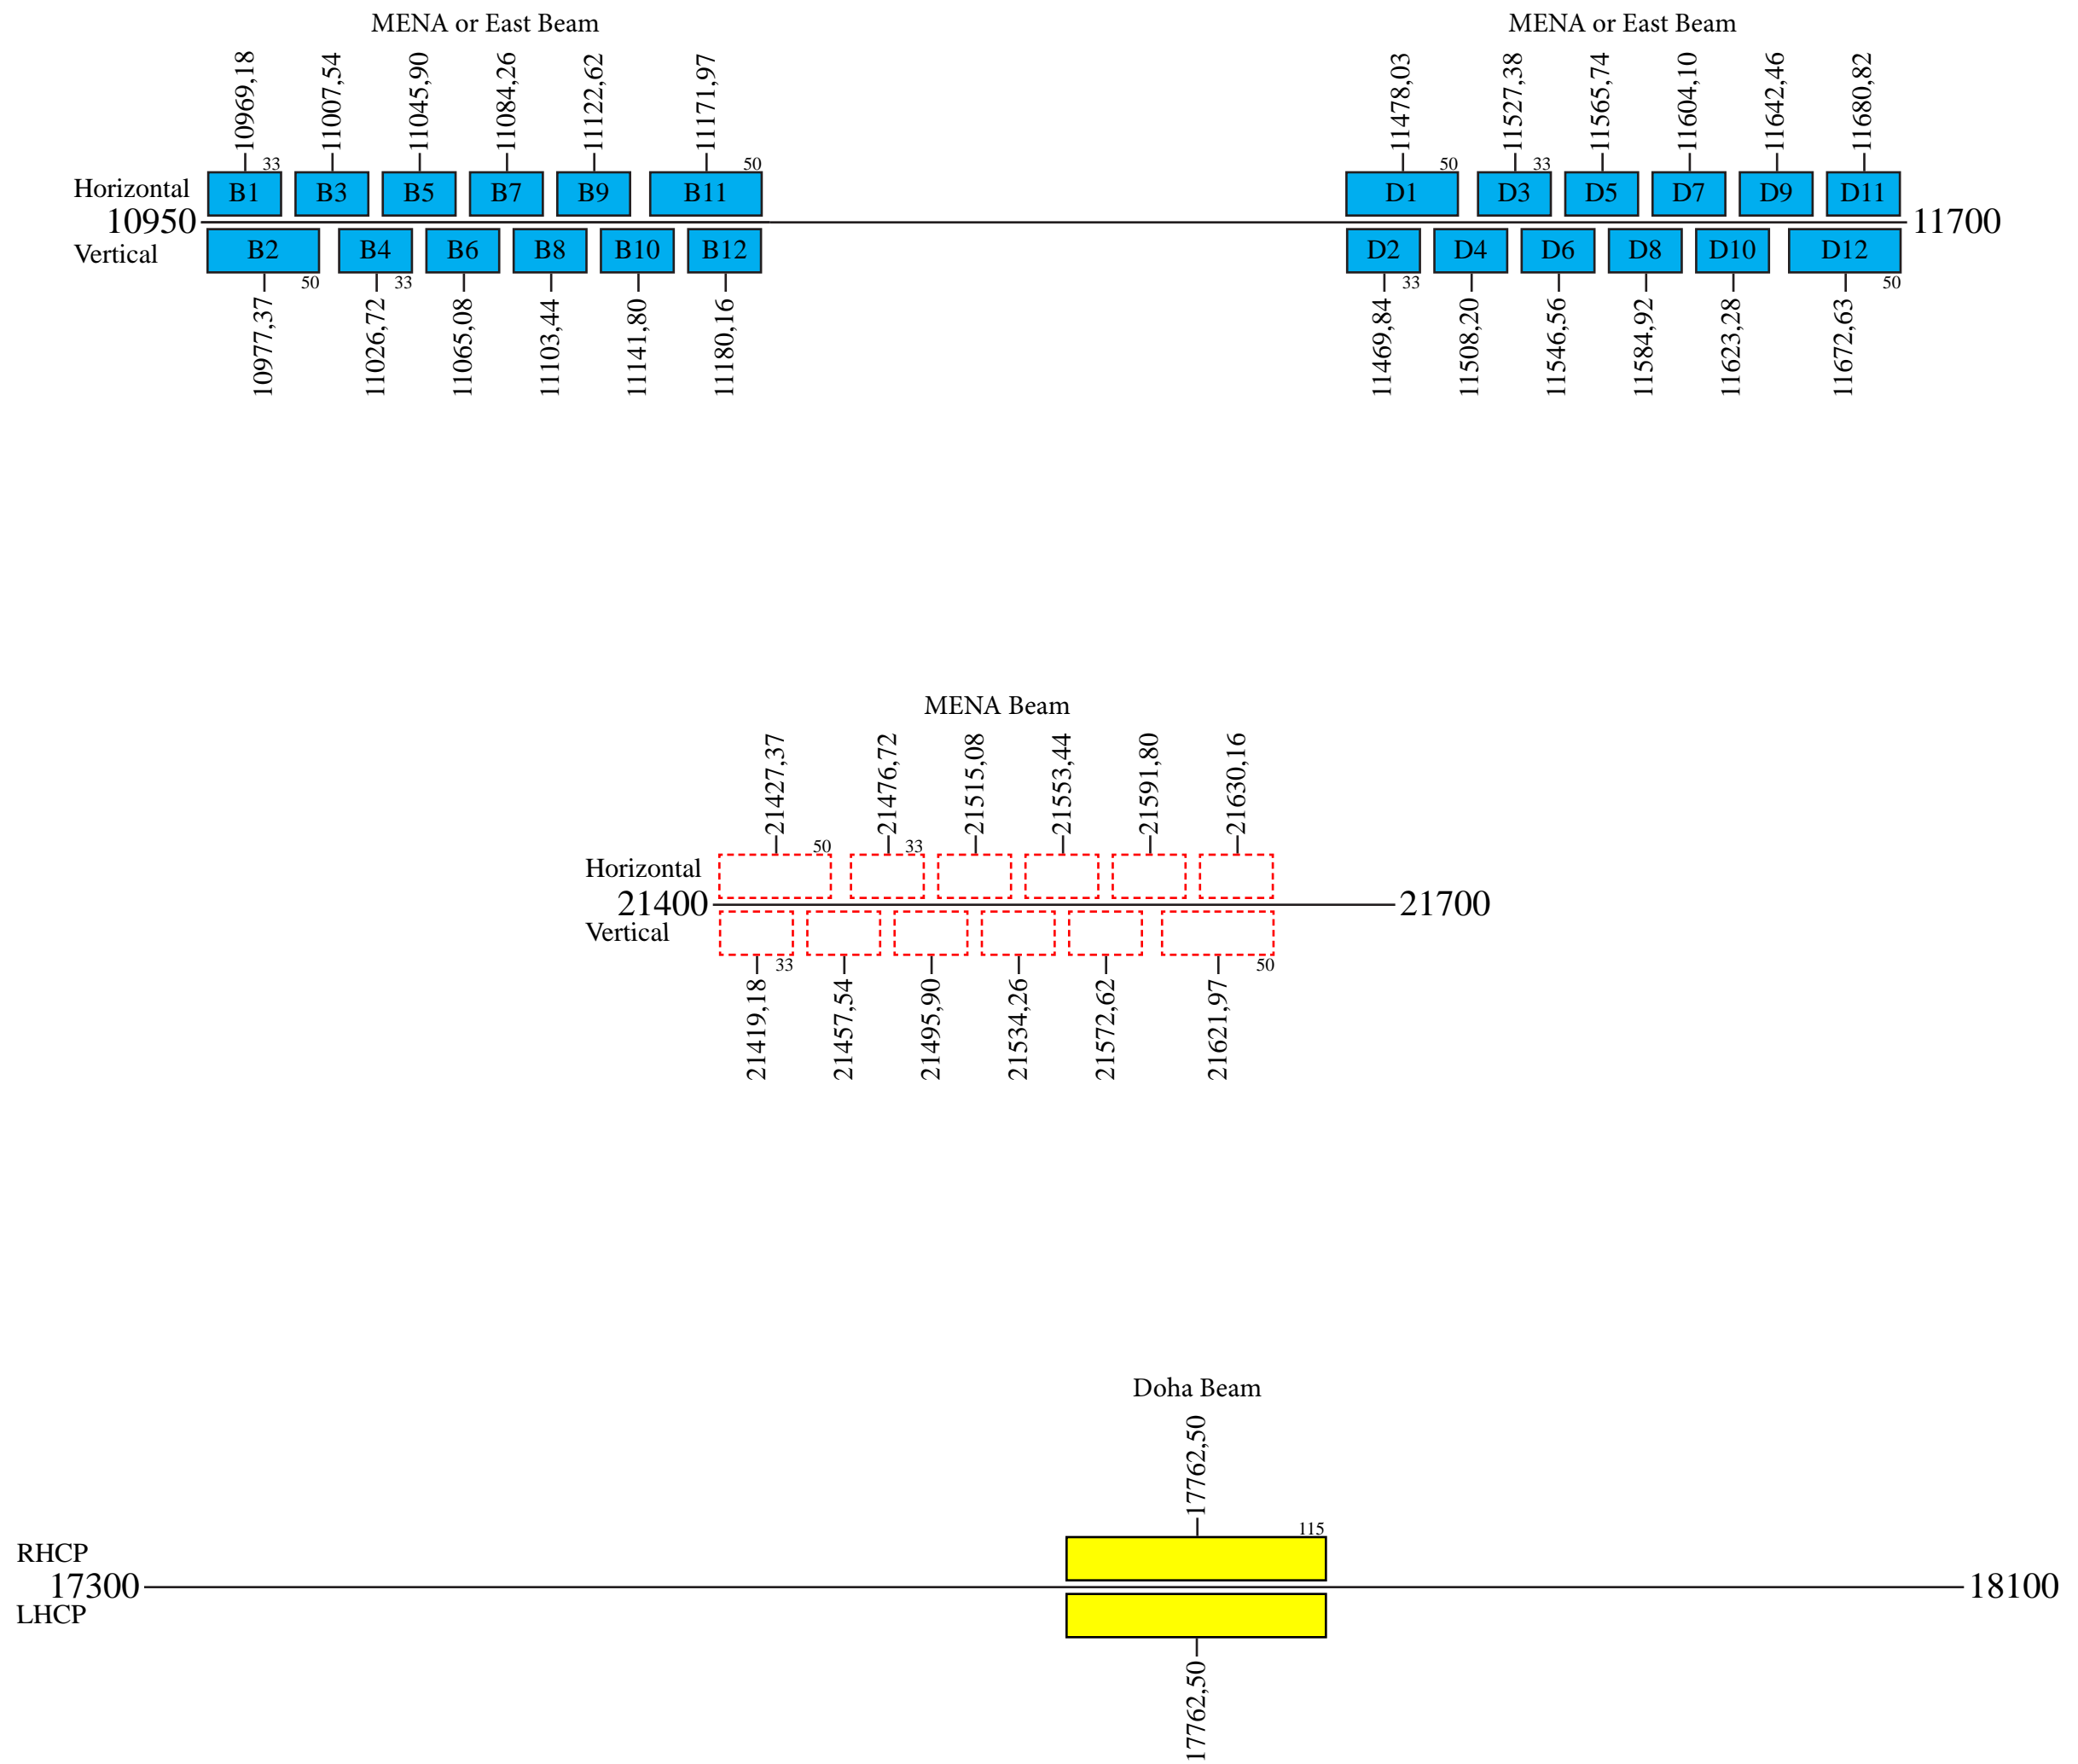 MENA or East Beam
MENA or East Beam
10969,18
11007,54
11045,90
11084,26
11122,62
11171,97
11478,03
11527,38
11565,74
11604,10
11642,46
11680,82
33
50
50
33
Horizontal
B1
B3
B5
B7
B9
B11
D1
D3
D5
D7
D9
D11
10950
11700
Vertical
B2
B4
B6
B8
B10
B12
D2
D4
D6
D8
D10
D12
50
33
33
50
10977,37
11026,72
11065,08
11103,44
11141,80
11180,16
11469,84
11508,20
11546,56
11584,92
11623,28
11672,63
MENA Beam
21427,37
21476,72
21515,08
21553,44
21591,80
21630,16
50
33
Horizontal
21400
21700
Vertical
33
50
21419,18
21457,54
21495,90
21534,26
21572,62
21621,97
Doha Beam
17762,50
115
RHCP
17300
18100
LHCP
17762,50